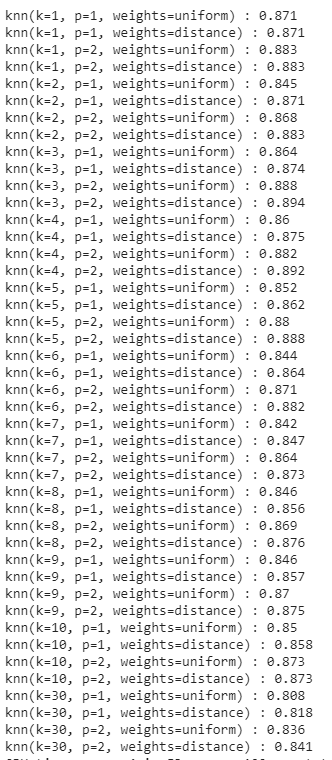 knn(k=1, p=1, weights=uniform) : 0.871
knn(k=1, p=1, weights=distance) : 0.871
knn(k=1, p=2, weights=uniform) : 0.883
knn(k=1, p=2, weights=distance) : 0.883
knn(k=2, p=1, weights=uniform) : 0.845
knn(k=2, p=1, weights=distance) : 0.871
knn(k=2, p=2, weights=uniform) : 0.868
knn(k=2, p=2, weights=distance) : 0.883
knn(k=3, p=1, weights=uniform) : 0.864
knn(k=3, p=1, weights=distance) : 0.874
knn(k=3, p=2, weights=uniform) : 0.888
knn(k=3, p=2, weights=distance) : 0.894
knn(k=4, p=1, weights=uniform) : 0.86
knn(k=4, p=1, weights=distance) : 0.875
knn(k=4, p=2, weights=uniform) : 0.882
knn(k=4, p=2, weights=distance) : 0.892
knn(k=5, p=1, weights=uniform) : 0.852
knn(k=5, p=1, weights=distance) : 0.862
knn(k=5, p=2, weights=uniform) : 0.88
knn(k=5, p=2, weights=distance) : 0.888
knn(k=6, p=1, weights=uniform) : 0.844
knn(k=6, p=1, weights=distance) : 0.864
knn(k=6, p=2, weights=uniform) : 0.871
knn(k=6, p=2, weights=distance) : 0.882
knn(k=7, p=1, weights=uniform) : 0.842
knn(k=7, p=1, weights=distance) : 0.847
knn(k=7, p=2, weights=uniform) : 0.864
knn(k=7, p=2, weights=distance) : 0.873
knn(k=8, p=1, weights=uniform) : 0.846
knn(k=8, p=1, weights=distance) : 0.856
knn(k=8, p=2, weights=uniform) : 0.869
knn(k=8, p=2, weights=distance) : 0.876
knn(k=9, p=1, weights=uniform) : 0.846
knn(k=9, p=1, weights=distance) : 0.857
knn(k=9, p=2, weights=uniform) : 0.87
knn(k=9, p=2, weights=distance) : 0.875
knn(k=10, p=1, weights=uniform) : 0.85
knn(k=10, p=1, weights=distance) : 0.858
knn(k=10, p=2, weights=uniform) : 0.873
knn(k=10, p=2, weights=distance) : 0.873
knn(k=30, p=1, weights=uniform) : 0.808
knn(k=30, p=1, weights=distance) : 0.818
knn(k=30, p=2, weights=uniform) : 0.836
knn(k=30, p=2, weights=distance) : 0.841